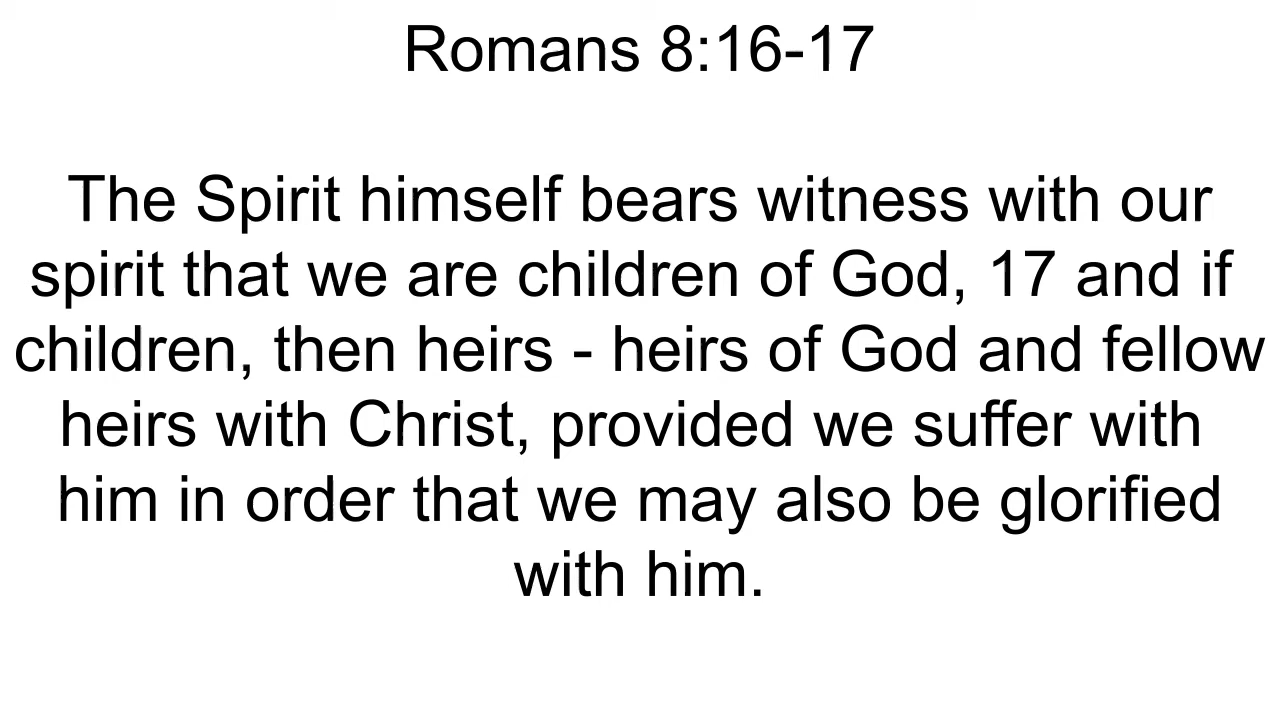 Romans 8:16-17
The Spirit himself bears witness with our
spirit that we are children of God, 17 and if
children, then heirs - heirs of God and fellow
heirs with Christ, provided we suffer with
him in order that we may also be glorified
with him.